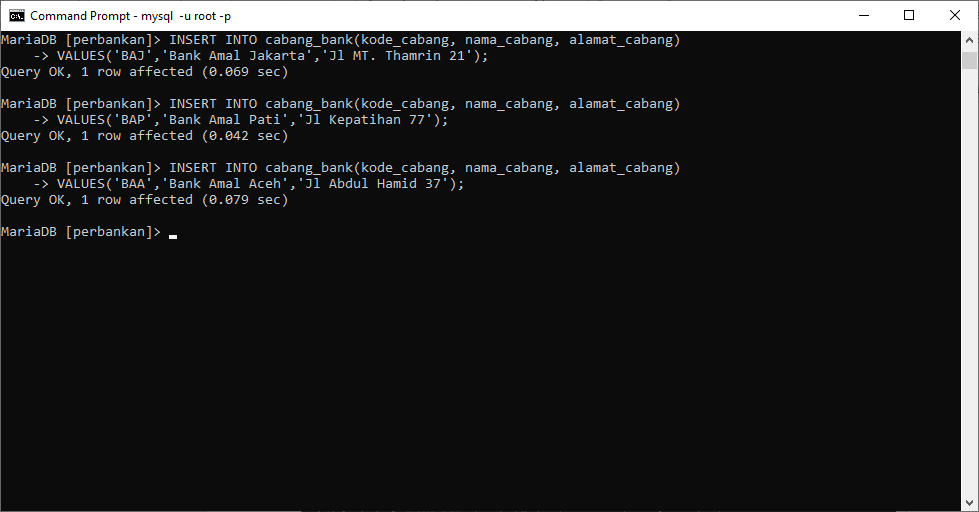 Command Prompt - mysql -u root -p
MariaDB [perbankan]> INSERT INTO cabang_bank(kode_cabang, nama_cabang, alamat_cabang)
    -> VALUES('BAJ','Bank Amal Jakarta','Jl MT. Thamrin 21');
Query OK, 1 row affected (0.069 sec)

MariaDB [perbankan]> INSERT INTO cabang_bank(kode_cabang, nama_cabang, alamat_cabang)
    -> VALUES('BAP','Bank Amal Pati','Jl Kepatihan 77');
Query OK, 1 row affected (0.042 sec)

MariaDB [perbankan]> INSERT INTO cabang_bank(kode_cabang, nama_cabang, alamat_cabang)
    -> VALUES('BAA','Bank Amal Aceh','Jl Abdul Hamid 37');
Query OK, 1 row affected (0.079 sec)

MariaDB [perbankan]>